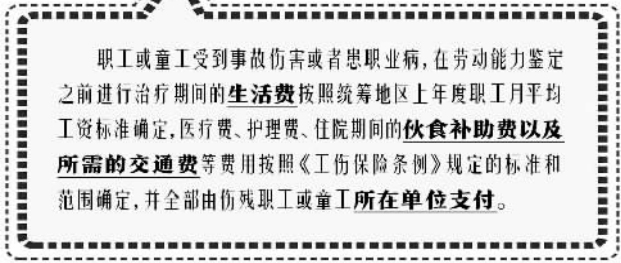 职工或童工受到事故伤害或者患职业病,在劳动能力鉴定
之前进行治疗期间的生活费按照统筹地区上年度职工月平均
工资标准确定,医疗费、护理费、住院期间的伙食补助费以及
所需的交通费等费用按照《工伤保险条例》规定的标准和
范围确定,并全部由伤残职工或童工所在单位支付。